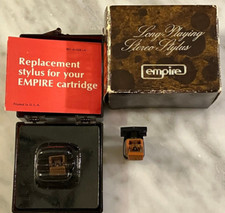 Replacement
stylus for your
EMPIRE cartridge
Long Playing
Stereo Stylus
empire